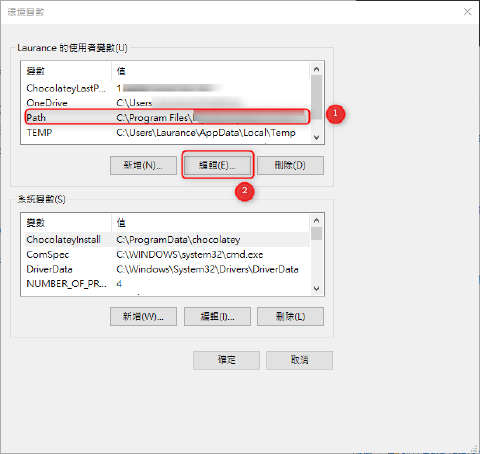 環境變數
Laurance 的使用者變數(U)
變數 值
ChocolateyLastP... 1
OneDrive C:\Users
Path C:\Program Files\
TEMP C:\Users\Laurance\AppData\Local\Temp
1
新增(N)... 編輯(E)... 刪除(D)
2
系統變數(S)
變數 值
ChocolateyInstall C:\ProgramData\chocolatey
ComSpec C:\WINDOWS\system32\cmd.exe
DriverData C:\Windows\System32\Drivers\DriverData
NUMBER_OF_PR... 4
新增(W)... 編輯(I)... 刪除(L)
確定 取消